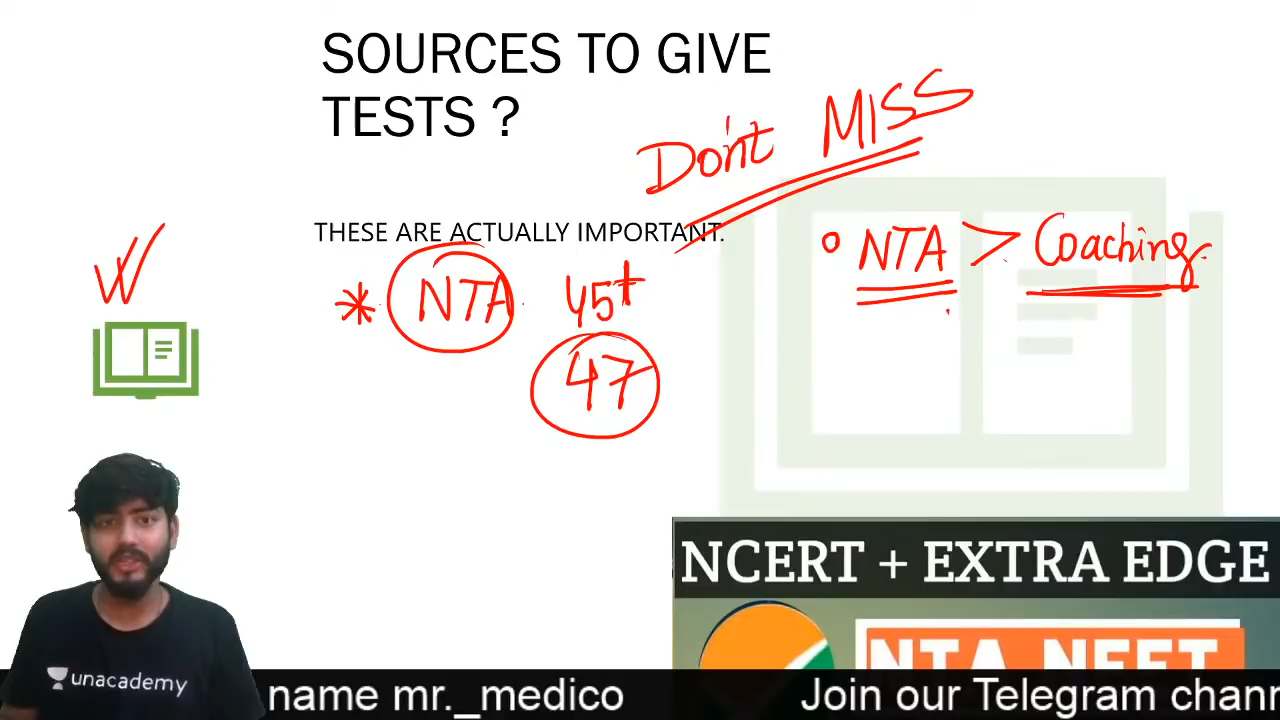 SOURCES TO GIVE
TESTS ?
Don't MISS
THESE ARE ACTUALLY IMPORTANT.
NTA > Coaching.
* NTA 45+
47
NCERT + EXTRA EDGE
NTA NEET
unacademy
name mr._medico
Join our Telegram chann